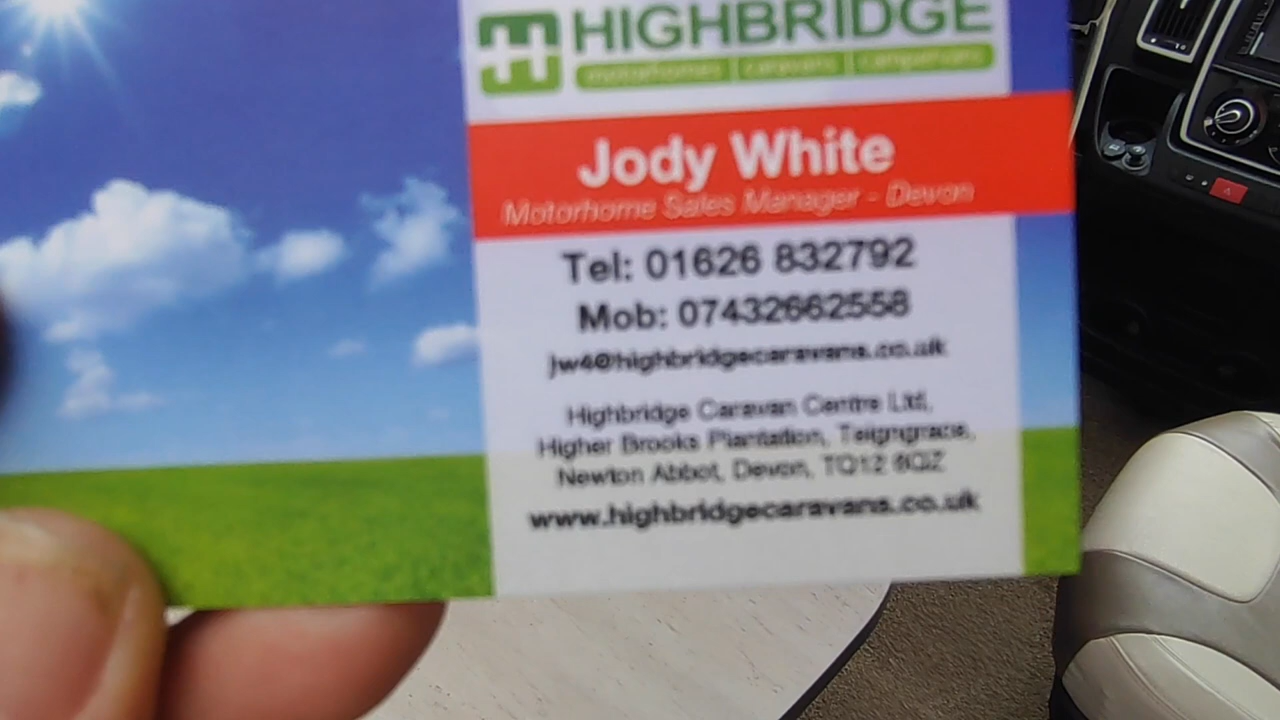 HIGHBRIDGE
motorhomes caravans campervans
Jody White
Motorhome Sales Manager - Devon
Tel: 01626 832792
Mob: 07432662558
jw4@highbridgecaravans.co.uk
Highbridge Caravan Centre Ltd,
Higher Brooks Plantation, Teigngrace,
Newton Abbot, Devon, TQ12 6QZ
www.highbridgecaravans.co.uk